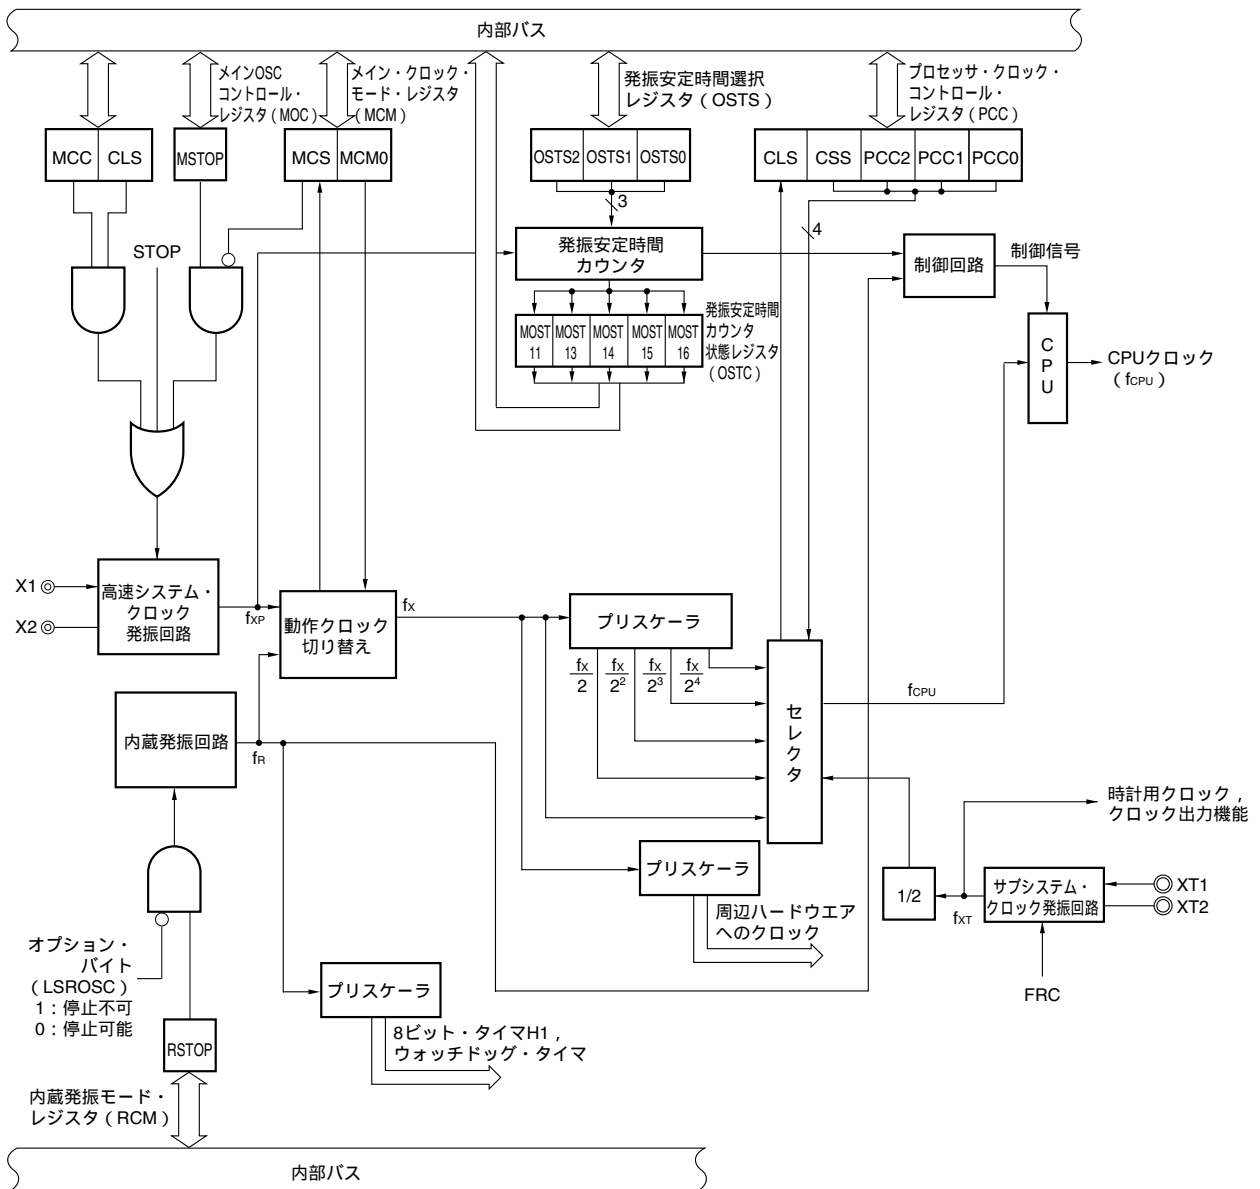 内部バス
メインOSC
コントロール・
レジスタ（MOC）
メイン・クロック・
モード・レジスタ
（MCM）
発振安定時間選択
レジスタ（OSTS）
プロセッサ・クロック・
コントロール・
レジスタ（PCC）
MCC CLS
MSTOP
MCS MCM0
OSTS2 OSTS1 OSTS0
CLS CSS PCC2 PCC1 PCC0
3
4
STOP
発振安定時間
カウンタ
制御回路
制御信号
MOST
11
MOST
13
MOST
14
MOST
15
MOST
16
発振安定時間
カウンタ
状態レジスタ
（OSTC）
CPU
CPUクロック
（fCPU）
X1
X2
高速システム・
クロック
発振回路
fXP
動作クロック
切り替え
fX
プリスケーラ
fX
2
fX
2²
fX
2³
fX
2⁴
セレクタ
fCPU
内蔵発振回路
fR
時計用クロック，
クロック出力機能
プリスケーラ
周辺ハードウエア
へのクロック
1/2
fXT
サブシステム・
クロック発振回路
XT1
XT2
FRC
オプション・
バイト
（LSROSC）
1：停止不可
0：停止可能
プリスケーラ
8ビット・タイマH1，
ウォッチドッグ・タイマ
RSTOP
内蔵発振モード・
レジスタ（RCM）
内部バス